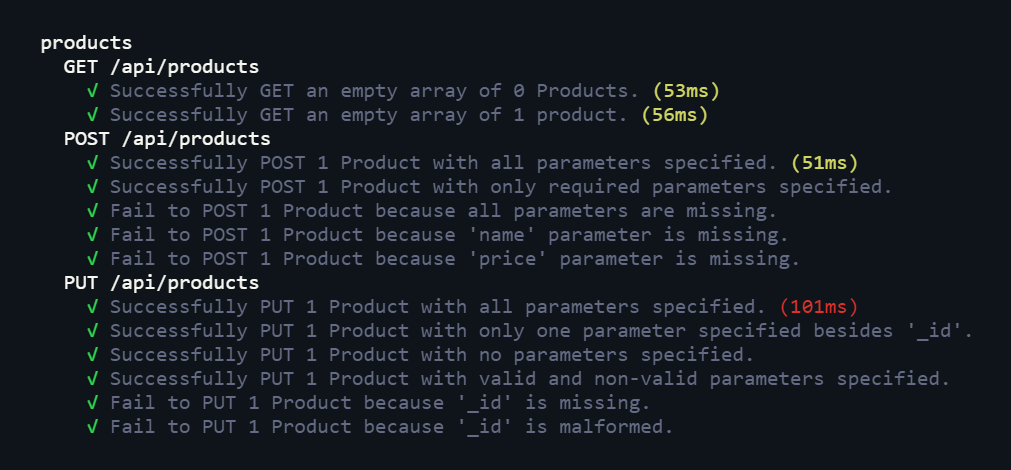 products
GET /api/products
√ Successfully GET an empty array of 0 Products. (53ms)
√ Successfully GET an empty array of 1 product. (56ms)
POST /api/products
√ Successfully POST 1 Product with all parameters specified. (51ms)
√ Successfully POST 1 Product with only required parameters specified.
√ Fail to POST 1 Product because all parameters are missing.
√ Fail to POST 1 Product because 'name' parameter is missing.
√ Fail to POST 1 Product because 'price' parameter is missing.
PUT /api/products
√ Successfully PUT 1 Product with all parameters specified. (101ms)
√ Successfully PUT 1 Product with only one parameter specified besides '_id'.
√ Successfully PUT 1 Product with no parameters specified.
√ Successfully PUT 1 Product with valid and non-valid parameters specified.
√ Fail to PUT 1 Product because '_id' is missing.
√ Fail to PUT 1 Product because '_id' is malformed.